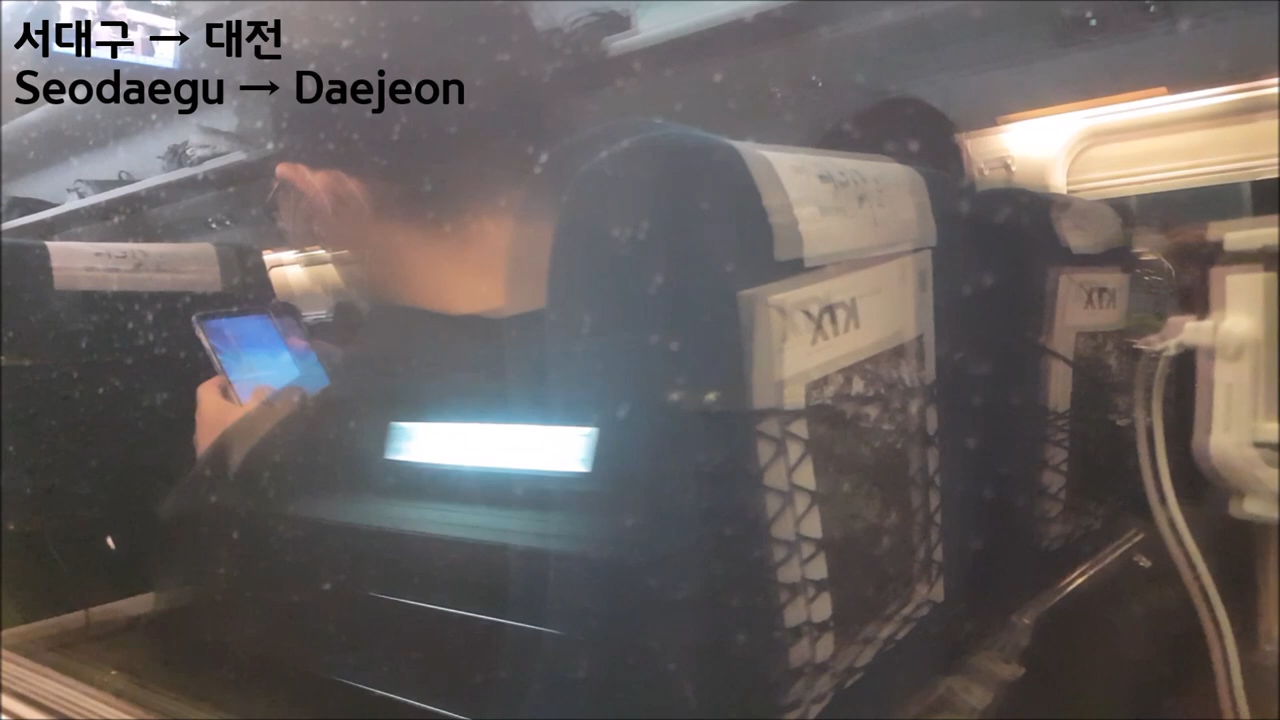 서대구 → 대전
Seodaegu → Daejeon
KTX
KTX